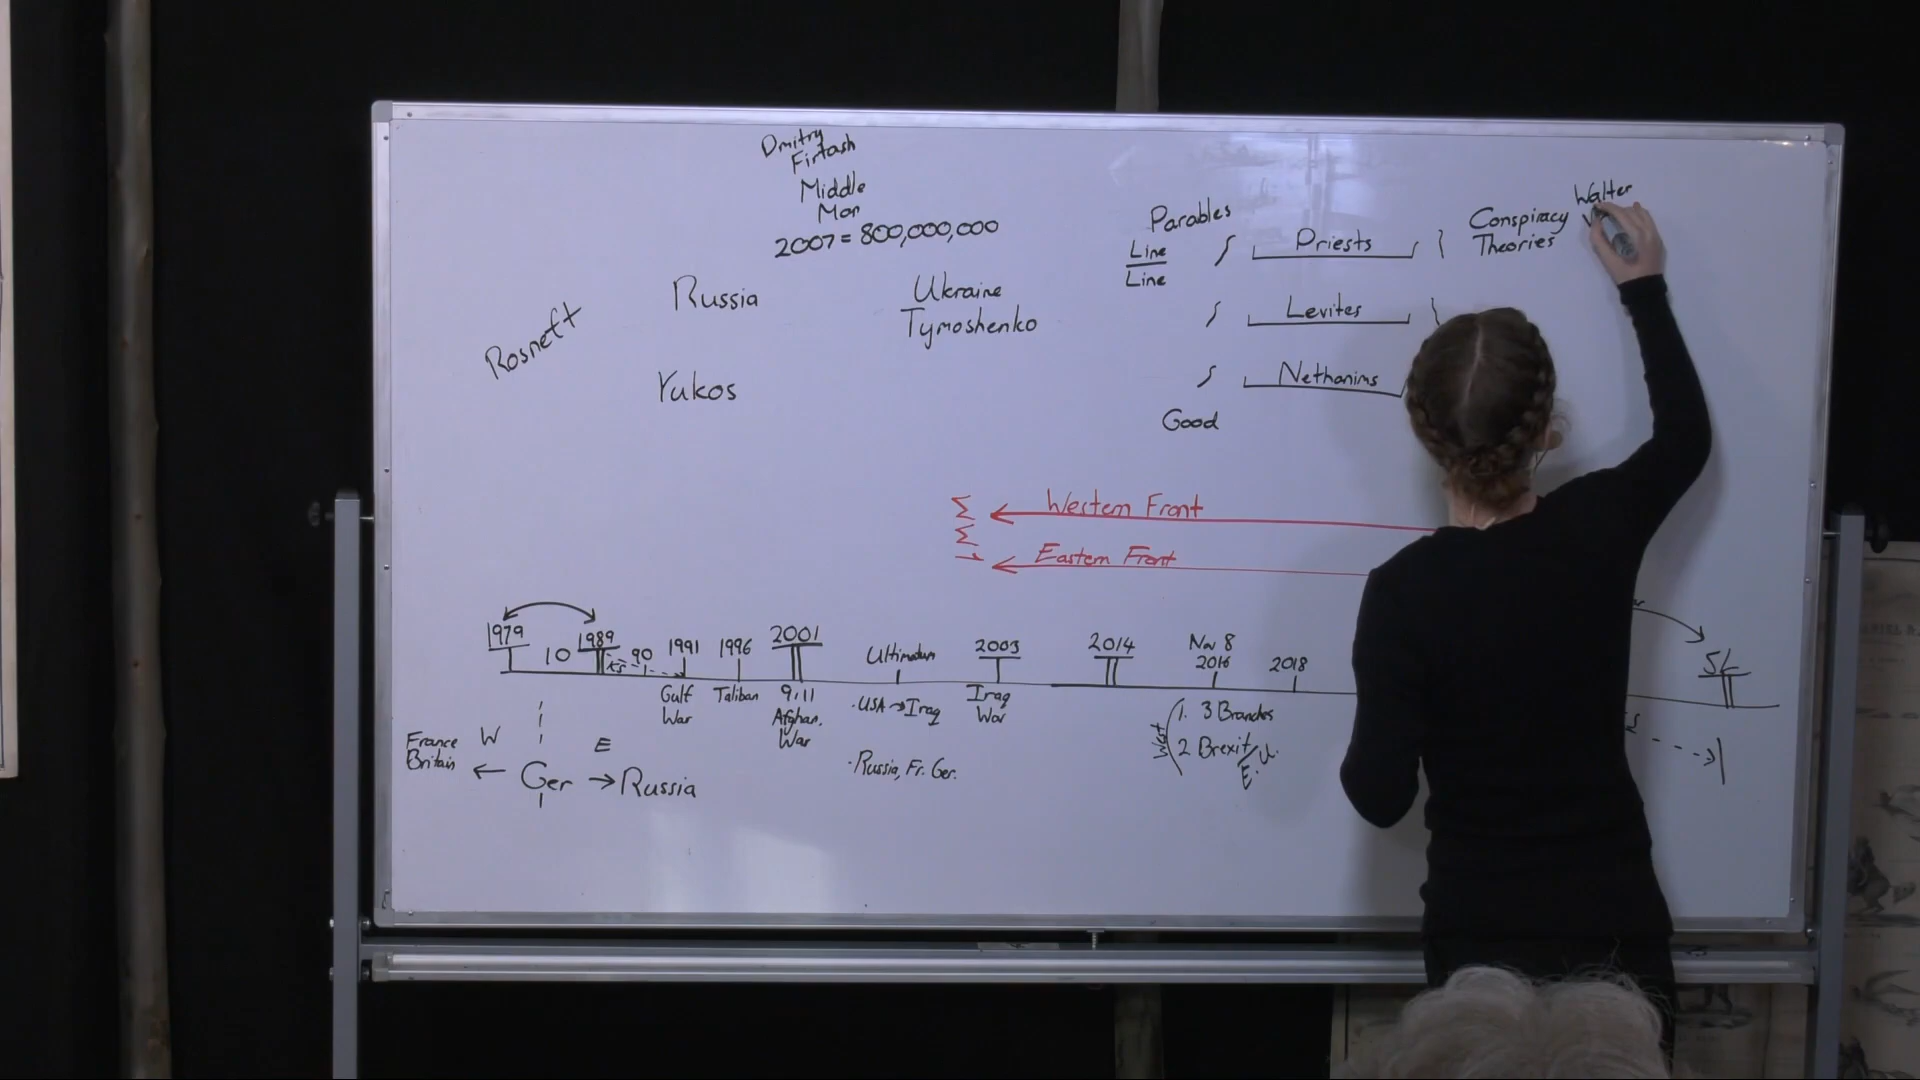 Dmitry
Firtash
Middle
Man
2007 = 800,000,000
Russia
Ukraine
Tymoshenko
Rosneft
Yukos
Parables
Line
Line
Priests
Levites
Nethanims
Good
Conspiracy
Theories
Walter
Western Front
Eastern Front
1979
10
1989
90
1991
1996
2001
Ultimatum
2003
2014
Nov 8
2016
2018
SL
Gulf
War
Taliban
9/11
Afghan.
War
· USA → Iraq
Iraq
War
· Russia, Fr. Ger.
West
1. 3 Branches
2 Brexit/U.
E.
France
Britain
W
E
← Ger → Russia